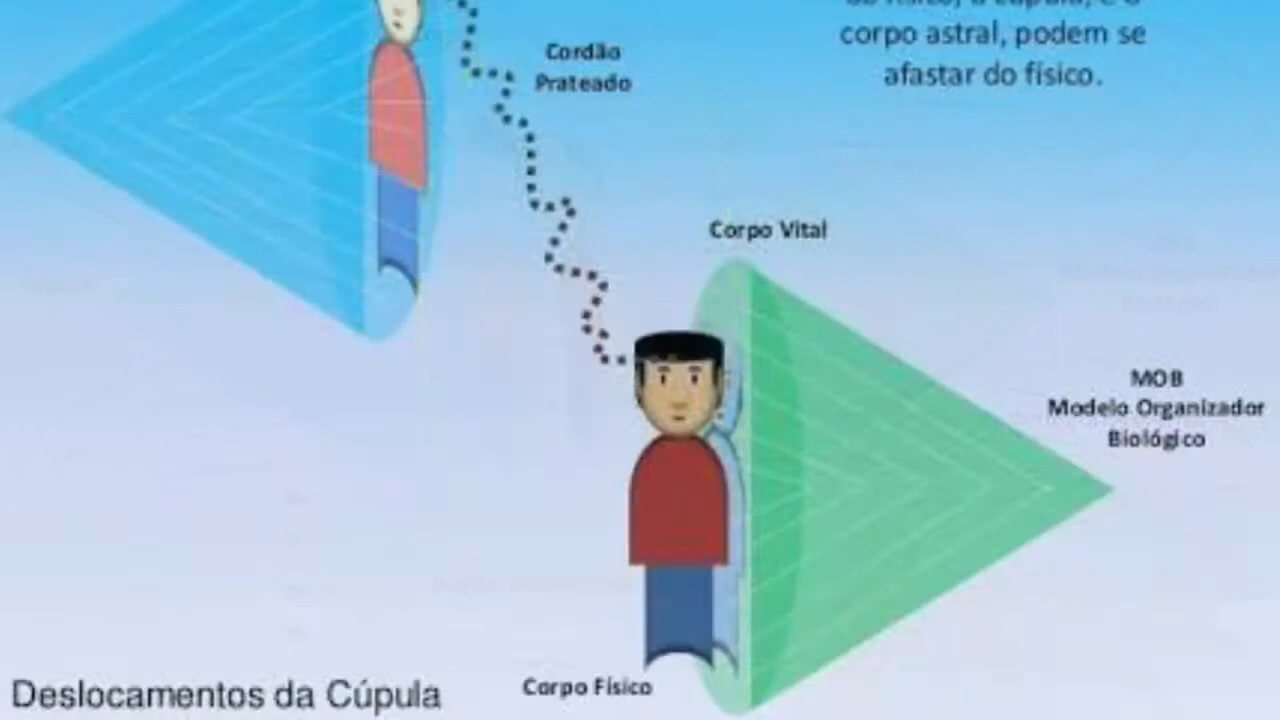 corpo astral, podem se
afastar do físico.
Cordão
Prateado
Corpo Vital
MOB
Modelo Organizador
Biológico
Corpo Físico
Deslocamentos da Cúpula